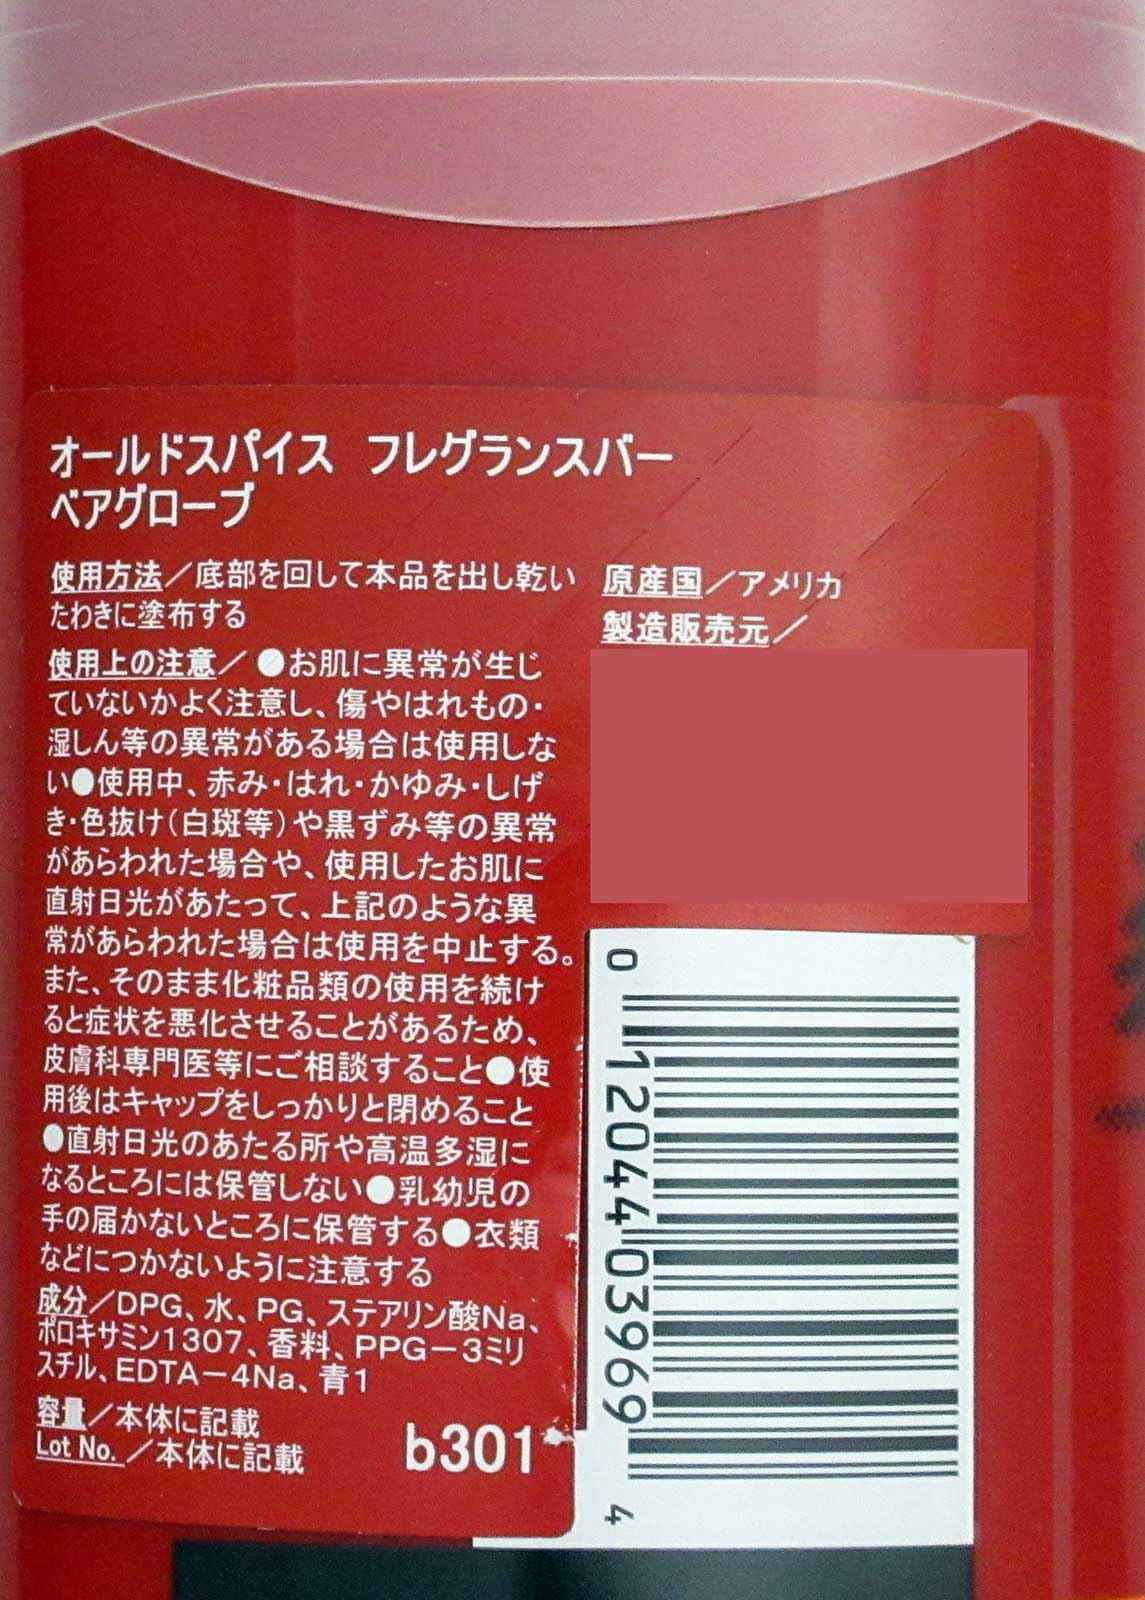 オールドスパイス フレグランスバー
ベアグローブ
使用方法／底部を回して本品を出し乾い
たわきに塗布する
使用上の注意／●お肌に異常が生じ
ていないかよく注意し、傷やはれもの・
湿しん等の異常がある場合は使用しな
い●使用中、赤み・はれ・かゆみ・しげ
き・色抜け（白斑等）や黒ずみ等の異常
があらわれた場合や、使用したお肌に
直射日光があたって、上記のような異
常があらわれた場合は使用を中止する。
また、そのまま化粧品類の使用を続け
ると症状を悪化させることがあるため、
皮膚科専門医等にご相談すること●使
用後はキャップをしっかりと閉めること
●直射日光のあたる所や高温多湿に
なるところには保管しない●乳幼児の
手の届かないところに保管する●衣類
などにつかないように注意する
成分／DPG、水、PG、ステアリン酸Na、
ポロキサミン1307、香料、PPG－3ミリ
スチル、EDTA－4Na、青1
容量／本体に記載
Lot No.／本体に記載
b301
原産国／アメリカ
製造販売元／
0 12044 03969 4